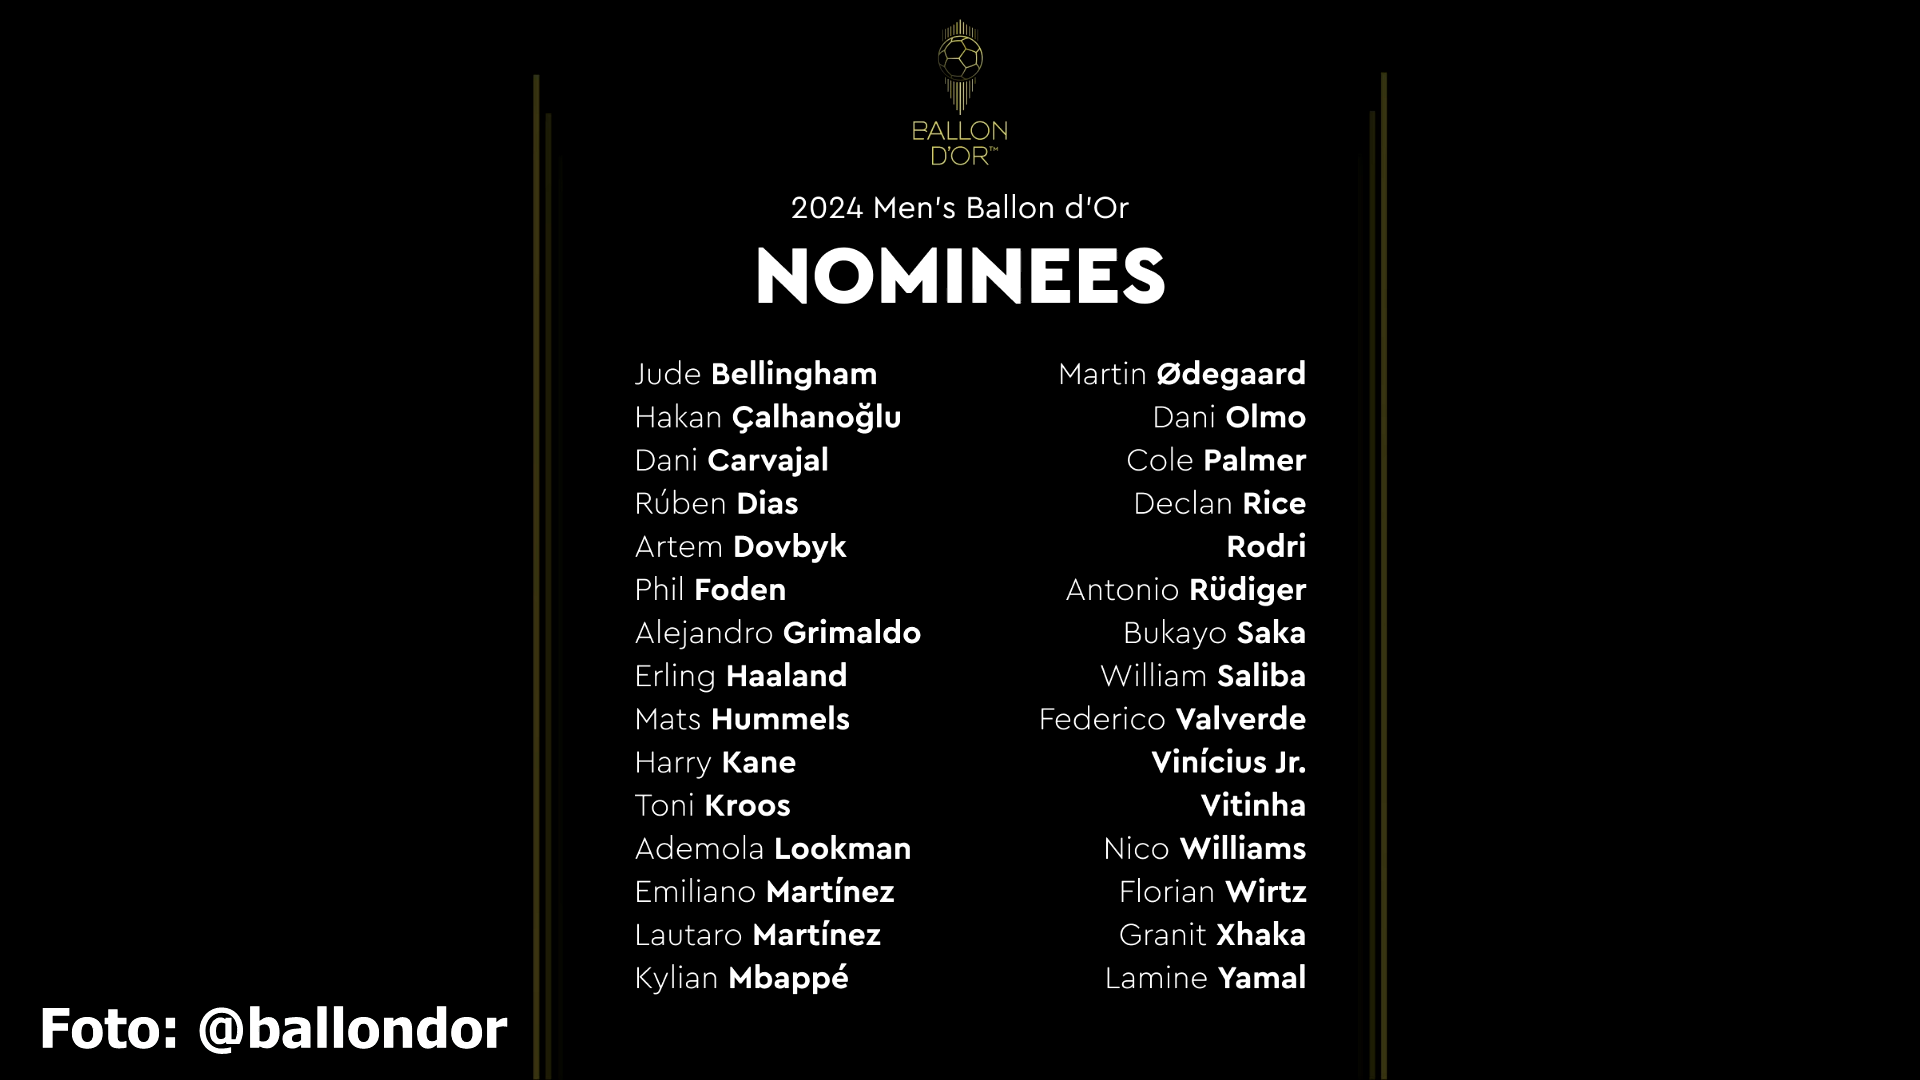 BALLON
D'OR™
2024 Men's Ballon d'Or
NOMINEES
Jude Bellingham
Hakan Çalhanoğlu
Dani Carvajal
Rúben Dias
Artem Dovbyk
Phil Foden
Alejandro Grimaldo
Erling Haaland
Mats Hummels
Harry Kane
Toni Kroos
Ademola Lookman
Emiliano Martínez
Lautaro Martínez
Kylian Mbappé
Martin Ødegaard
Dani Olmo
Cole Palmer
Declan Rice
Rodri
Antonio Rüdiger
Bukayo Saka
William Saliba
Federico Valverde
Vinícius Jr.
Vitinha
Nico Williams
Florian Wirtz
Granit Xhaka
Lamine Yamal
Foto: @ballondor